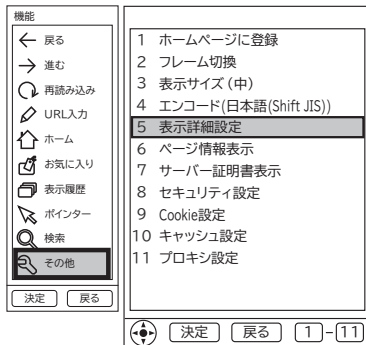 機能
戻る
進む
再読み込み
URL入力
ホーム
お気に入り
表示履歴
ポインター
検索
その他
決定 戻る
1 ホームページに登録
2 フレーム切換
3 表示サイズ(中)
4 エンコード(日本語(Shift JIS))
5 表示詳細設定
6 ページ情報表示
7 サーバー証明書表示
8 セキュリティ設定
9 Cookie設定
10 キャッシュ設定
11 プロキシ設定
決定 戻る 1-11